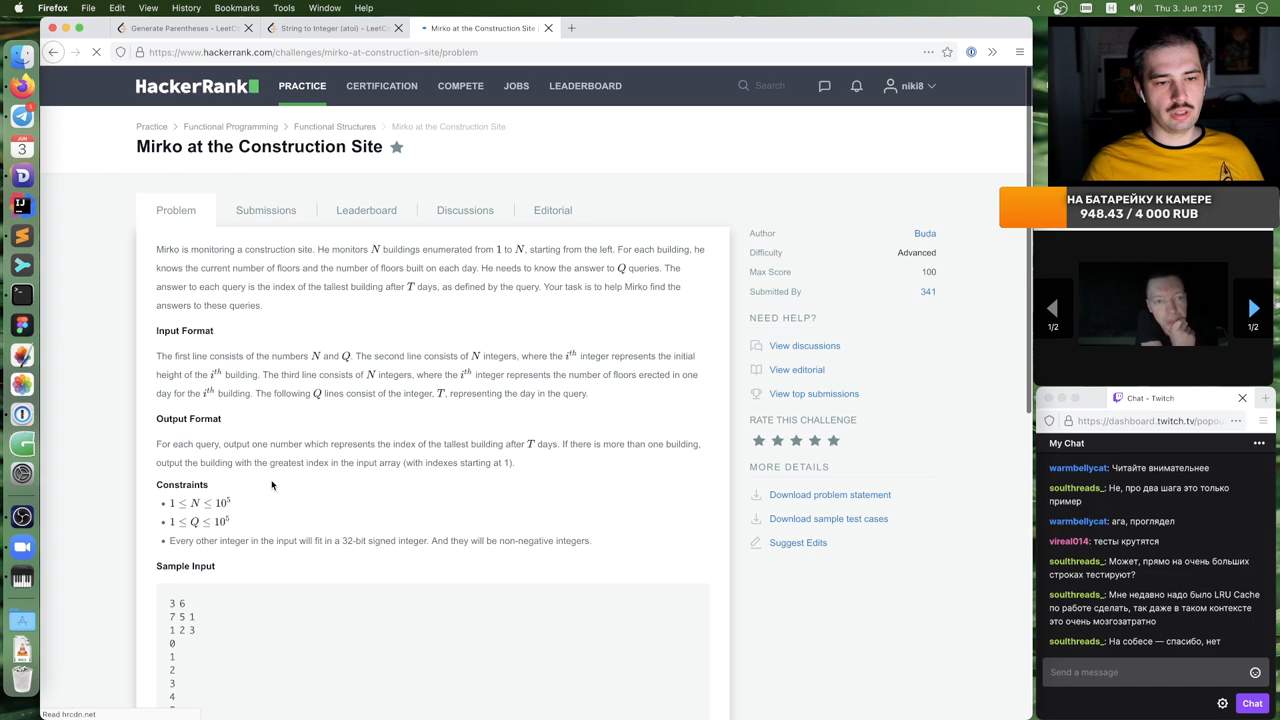 Firefox File Edit View History Bookmarks Tools Window Help
Generate Parentheses - LeetC
String to Integer (atoi) - LeetCo
Mirko at the Construction Site |
https://www.hackerrank.com/challenges/mirko-at-construction-site/problem
HackerRank PRACTICE CERTIFICATION COMPETE JOBS LEADERBOARD Search niki8
Practice > Functional Programming > Functional Structures > Mirko at the Construction Site
Mirko at the Construction Site
Problem Submissions Leaderboard Discussions Editorial
Mirko is monitoring a construction site. He monitors N buildings enumerated from 1 to N, starting from the left. For each building, he
knows the current number of floors and the number of floors built on each day. He needs to know the answer to Q queries. The
answer to each query is the index of the tallest building after T days, as defined by the query. Your task is to help Mirko find the
answers to these queries.
Input Format
The first line consists of the numbers N and Q. The second line consists of N integers, where the i^th integer represents the initial
height of the i^th building. The third line consists of N integers, where the i^th integer represents the number of floors erected in one
day for the i^th building. The following Q lines consist of the integer, T, representing the day in the query.
Output Format
For each query, output one number which represents the index of the tallest building after T days. If there is more than one building,
output the building with the greatest index in the input array (with indexes starting at 1).
Constraints
• 1 ≤ N ≤ 10^5
• 1 ≤ Q ≤ 10^5
• Every other integer in the input will fit in a 32-bit signed integer. And they will be non-negative integers.
Sample Input
3 6
7 5 1
1 2 3
0
1
2
3
4
Read hrcdn.net
Author Buda
Difficulty Advanced
Max Score 100
Submitted By 341
NEED HELP?
View discussions
View editorial
View top submissions
RATE THIS CHALLENGE
MORE DETAILS
Download problem statement
Download sample test cases
Suggest Edits
JUN
3
НА БАТАРЕЙКУ К КАМЕРЕ
948.43 / 4 000 RUB
1/2
1/2
Chat - Twitch
https://dashboard.twitch.tv/popou
My Chat
warmbellycat: Читайте внимательнее
soulthreads_: Не, про два шага это только
пример
warmbellycat: ага, проглядел
vireal014: тесты крутятся
soulthreads_: Может, прямо на очень больших
строках тестируют?
soulthreads_: Мне недавно надо было LRU Cache
по работе сделать, так даже в таком контексте
это очень мозгозатратно
soulthreads_: На собесе — спасибо, нет
Send a message
Chat